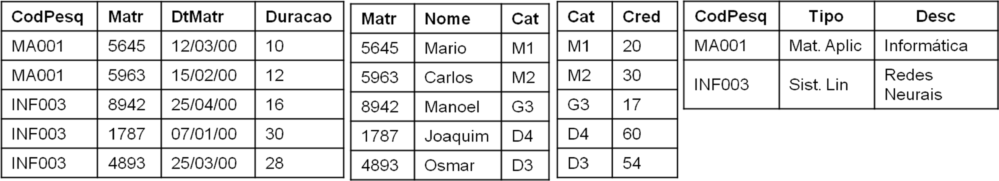 CodPesq Matr DtMatr Duracao
MA001 5645 12/03/00 10
MA001 5963 15/02/00 12
INF003 8942 25/04/00 16
INF003 1787 07/01/00 30
INF003 4893 25/03/00 28
Matr Nome Cat
5645 Mario M1
5963 Carlos M2
8942 Manoel G3
1787 Joaquim D4
4893 Osmar D3
Cat Cred
M1 20
M2 30
G3 17
D4 60
D3 54
CodPesq Tipo Desc
MA001 Mat. Aplic Informática
INF003 Sist. Lin Redes
Neurais